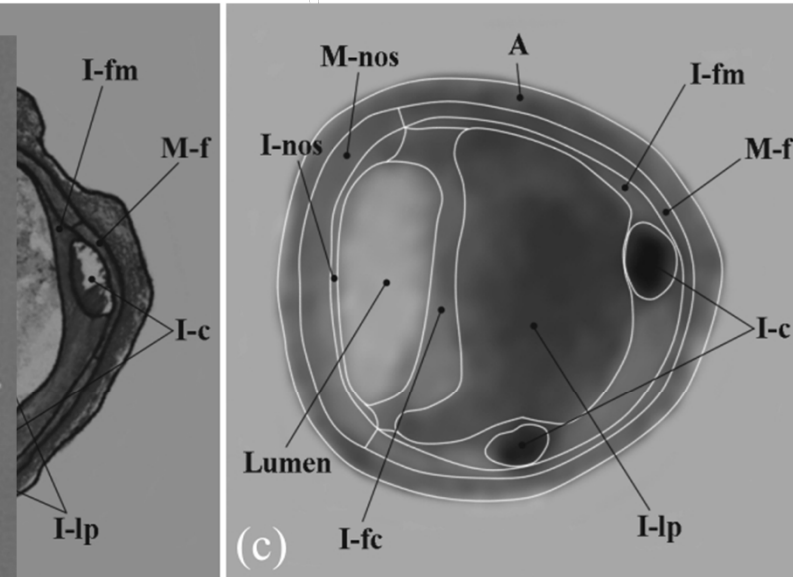 I-fm
M-f
I-c
I-lp
M-nos
A
I-fm
I-nos
M-f
I-c
Lumen
I-fc
I-lp
(c)